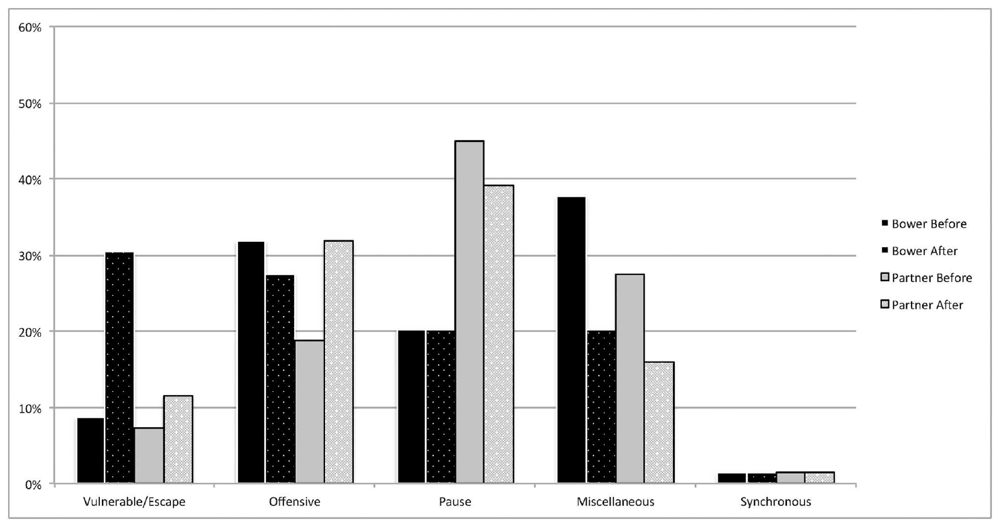 60%
50%
40%
30%
20%
10%
0%
Vulnerable/Escape
Offensive
Pause
Miscellaneous
Synchronous
Bower Before
Bower After
Partner Before
Partner After